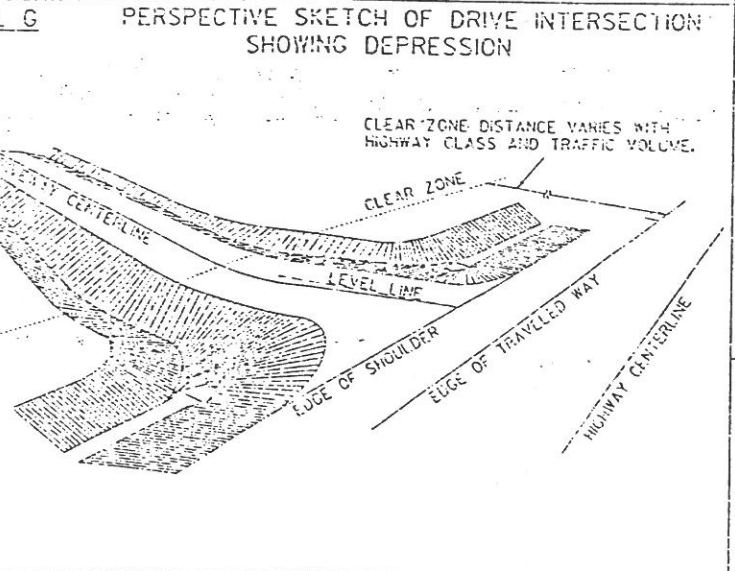 L G
PERSPECTIVE SKETCH OF DRIVE INTERSECTION
SHOWING DEPRESSION
CLEAR ZONE DISTANCE VARIES WITH
HIGHWAY CLASS AND TRAFFIC VOLUME.
CLEAR ZONE
CENTERLINE
LEVEL LINE
EDGE OF SHOULDER
EDGE OF TRAVELLED WAY
HIGHWAY CENTERLINE